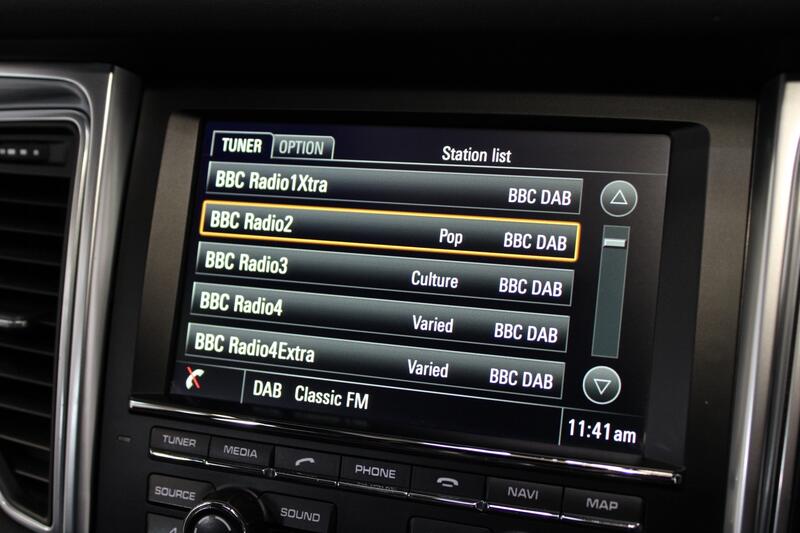 TUNER OPTION Station list
BBC Radio1Xtra BBC DAB
BBC Radio2 Pop BBC DAB
BBC Radio3 Culture BBC DAB
BBC Radio4 Varied BBC DAB
BBC Radio4Extra Varied BBC DAB
DAB Classic FM 11:41 am
TUNER MEDIA PHONE NAVI MAP
SOURCE SOUND